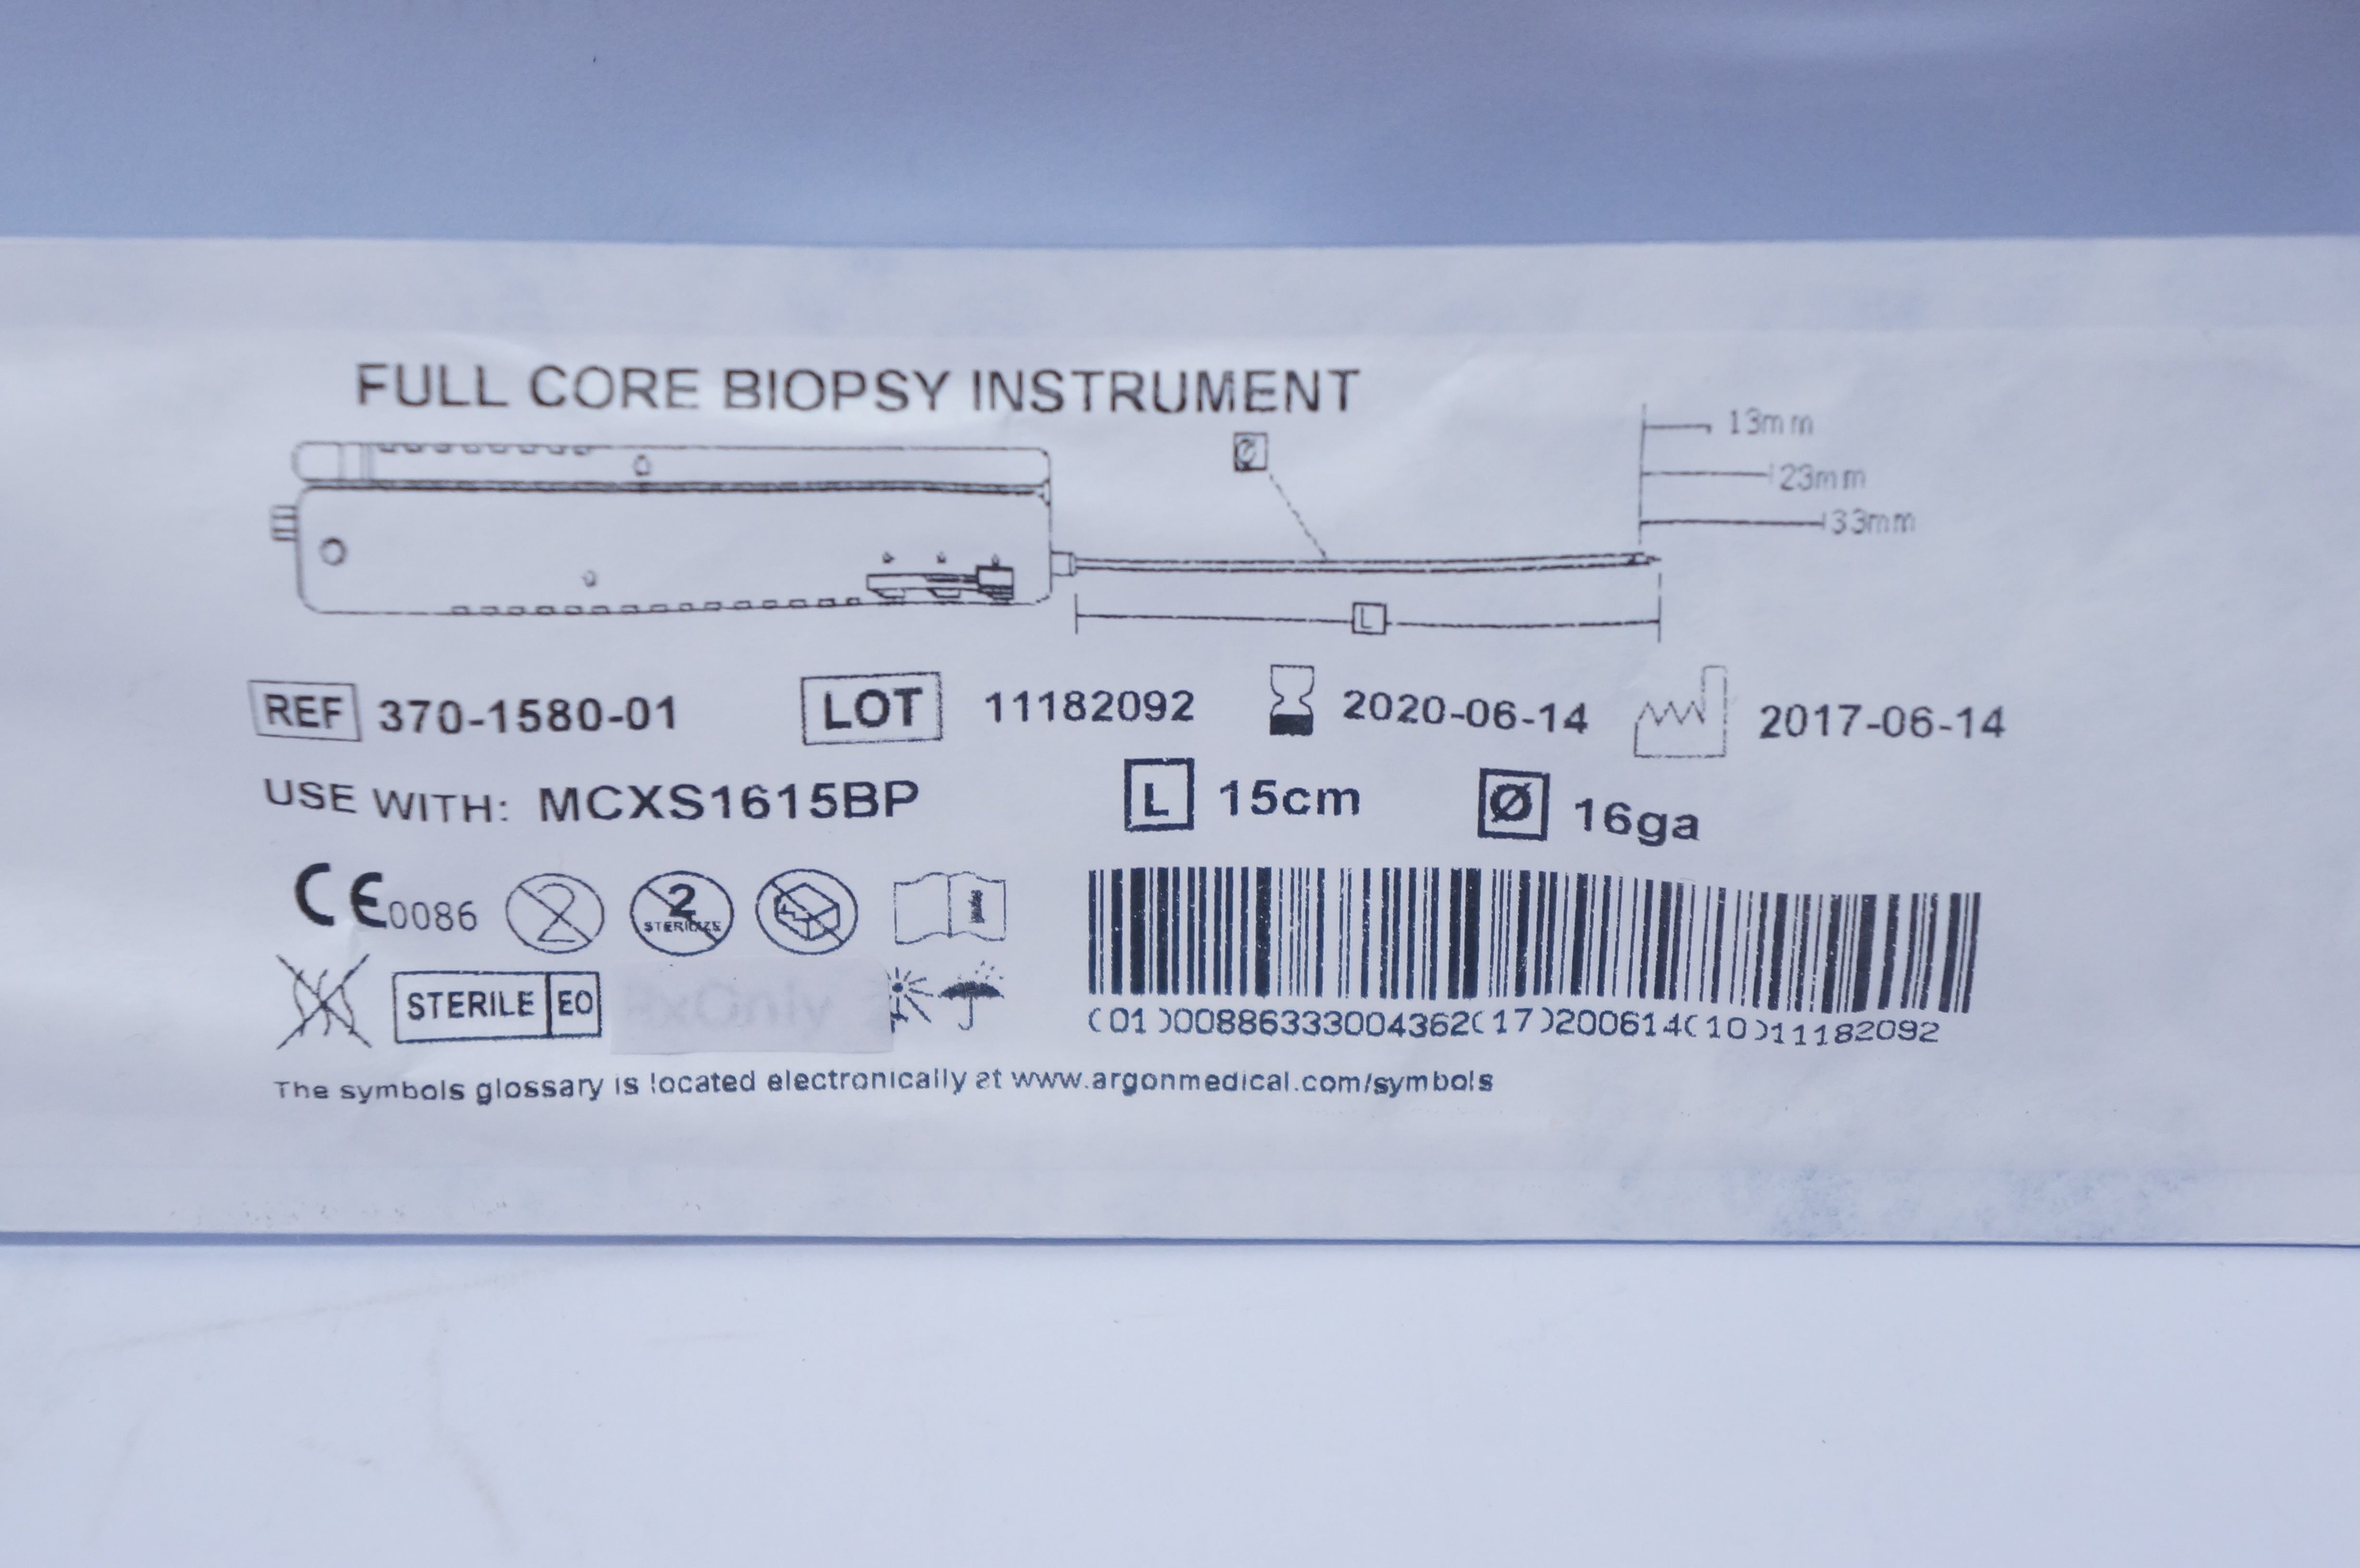 FULL CORE BIOPSY INSTRUMENT
Ø
13mm
23mm
33mm
L
REF 370-1580-01 LOT 11182092 2020-06-14 2017-06-14
USE WITH: MCXS1615BP L 15cm Ø 16ga
CE0086 2 2 STERILIZE
STERILE EO RxOnly
(01)00886333004362(17)200614(10)11182092
The symbols glossary is located electronically at www.argonmedical.com/symbols